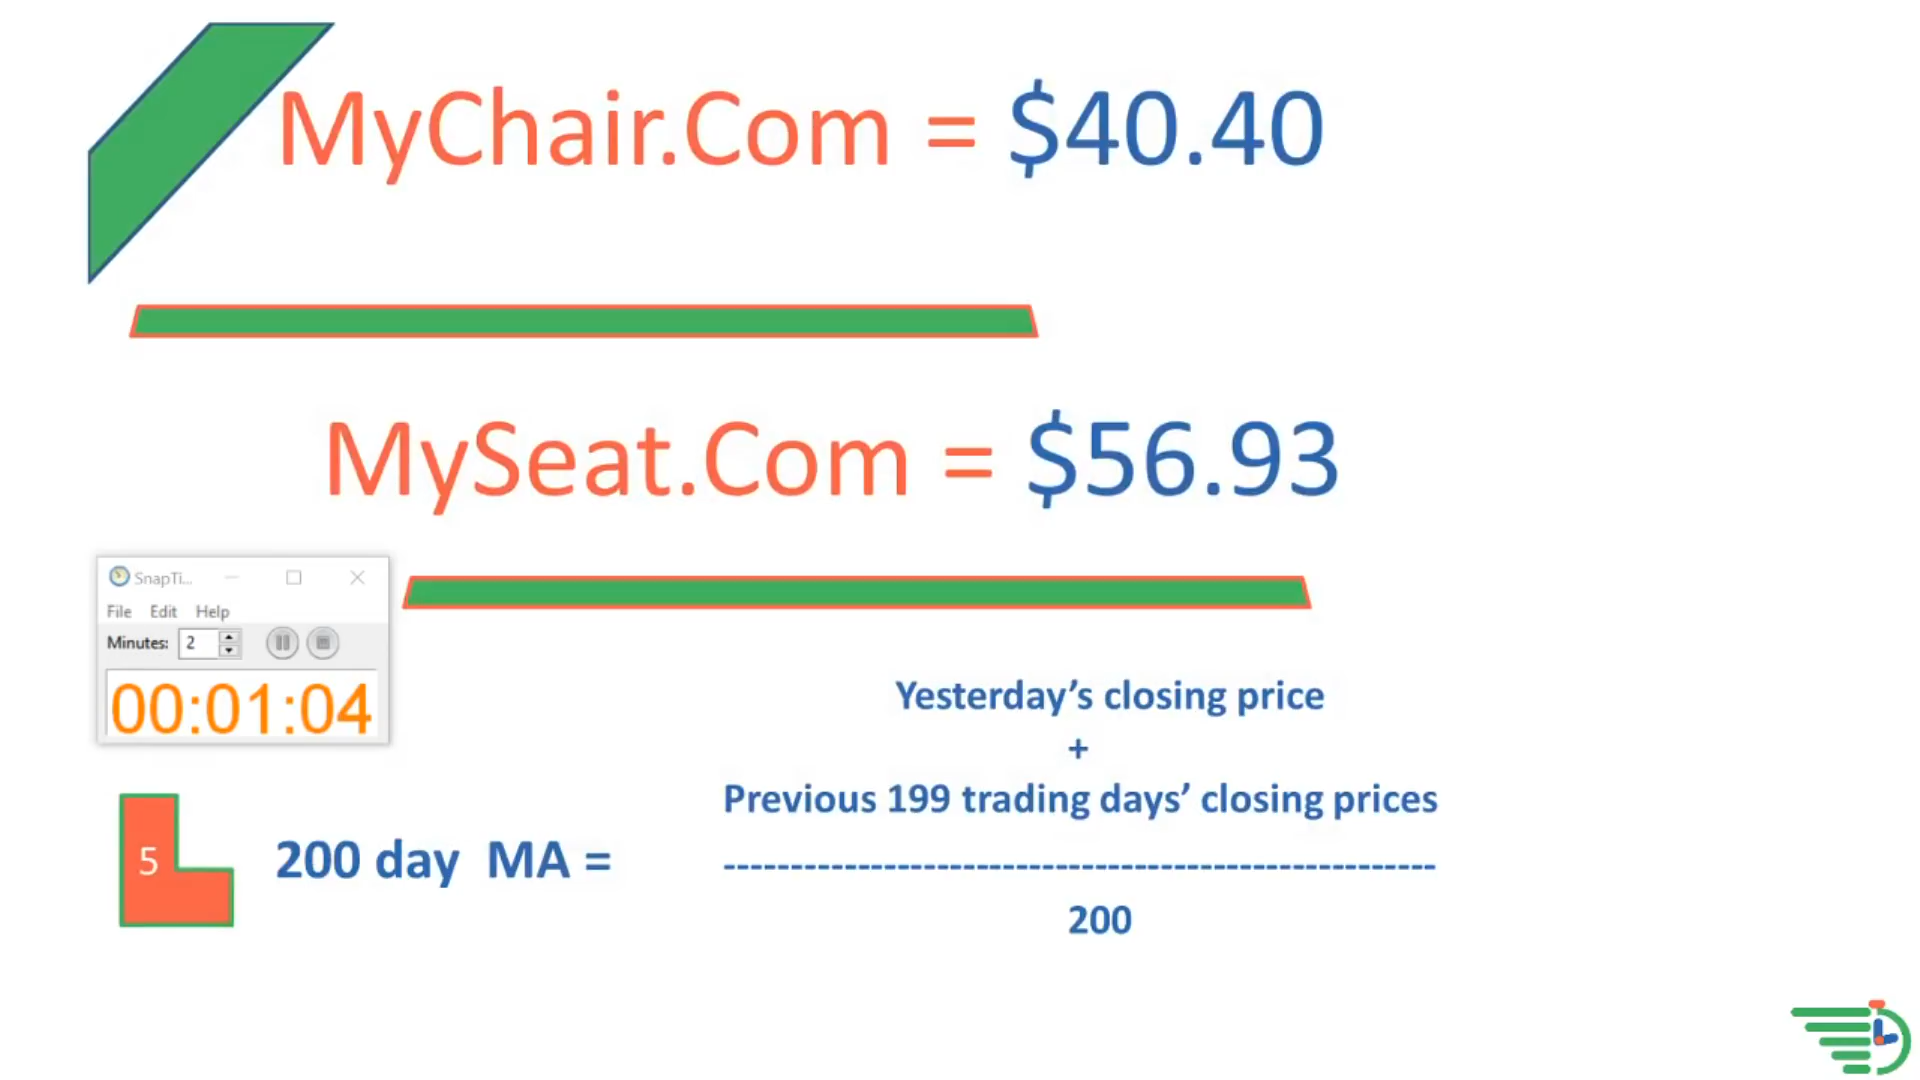 MyChair.Com = $40.40
MySeat.Com = $56.93
SnapTi...
File Edit Help
Minutes: 2
00:01:04
Yesterday’s closing price
+
Previous 199 trading days’ closing prices
5
200 day MA =
-----------------------------------------------------
200